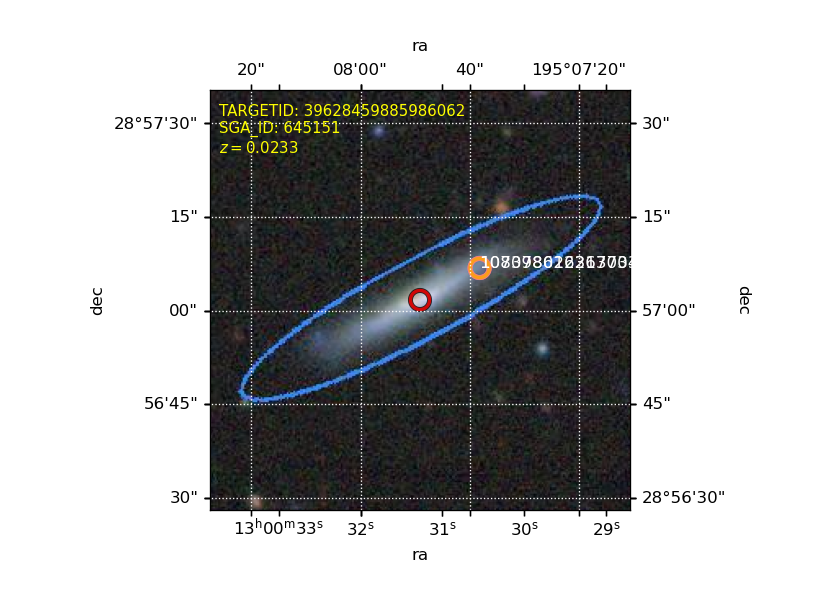 ra
20" 08'00" 40" 195°07'20"
TARGETID: 39628459885986062
SGA_ID: 645151
z = 0.0233
28°57'30" 30"
15" 15"
dec 00" 57'00" dec
56'45" 45"
30" 28°56'30"
13ʰ00ᵐ33ˢ 32ˢ 31ˢ 30ˢ 29ˢ
ra